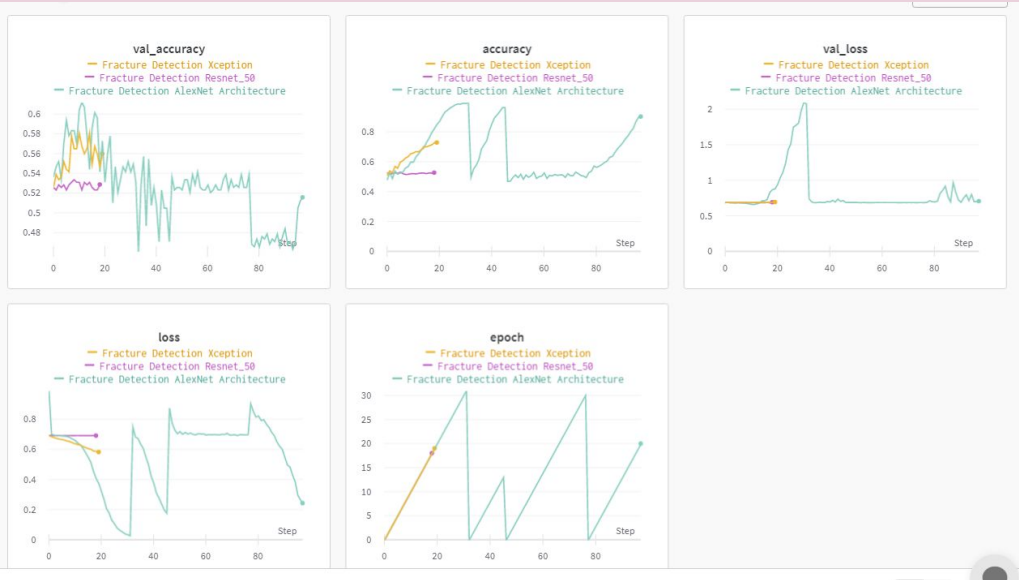 val_accuracy
Fracture Detection Xception
Fracture Detection Resnet_50
Fracture Detection AlexNet Architecture
0.6
0.58
0.56
0.54
0.52
0.5
0.48
Step
0 20 40 60 80
accuracy
Fracture Detection Xception
Fracture Detection Resnet_50
Fracture Detection AlexNet Architecture
0.8
0.6
0.4
0.2
0
Step
0 20 40 60 80
val_loss
Fracture Detection Xception
Fracture Detection Resnet_50
Fracture Detection AlexNet Architecture
2
1.5
1
0.5
0
Step
0 20 40 60 80
loss
Fracture Detection Xception
Fracture Detection Resnet_50
Fracture Detection AlexNet Architecture
0.8
0.6
0.4
0.2
0
Step
0 20 40 60 80
epoch
Fracture Detection Xception
Fracture Detection Resnet_50
Fracture Detection AlexNet Architecture
30
25
20
15
10
5
0
Step
0 20 40 60 80